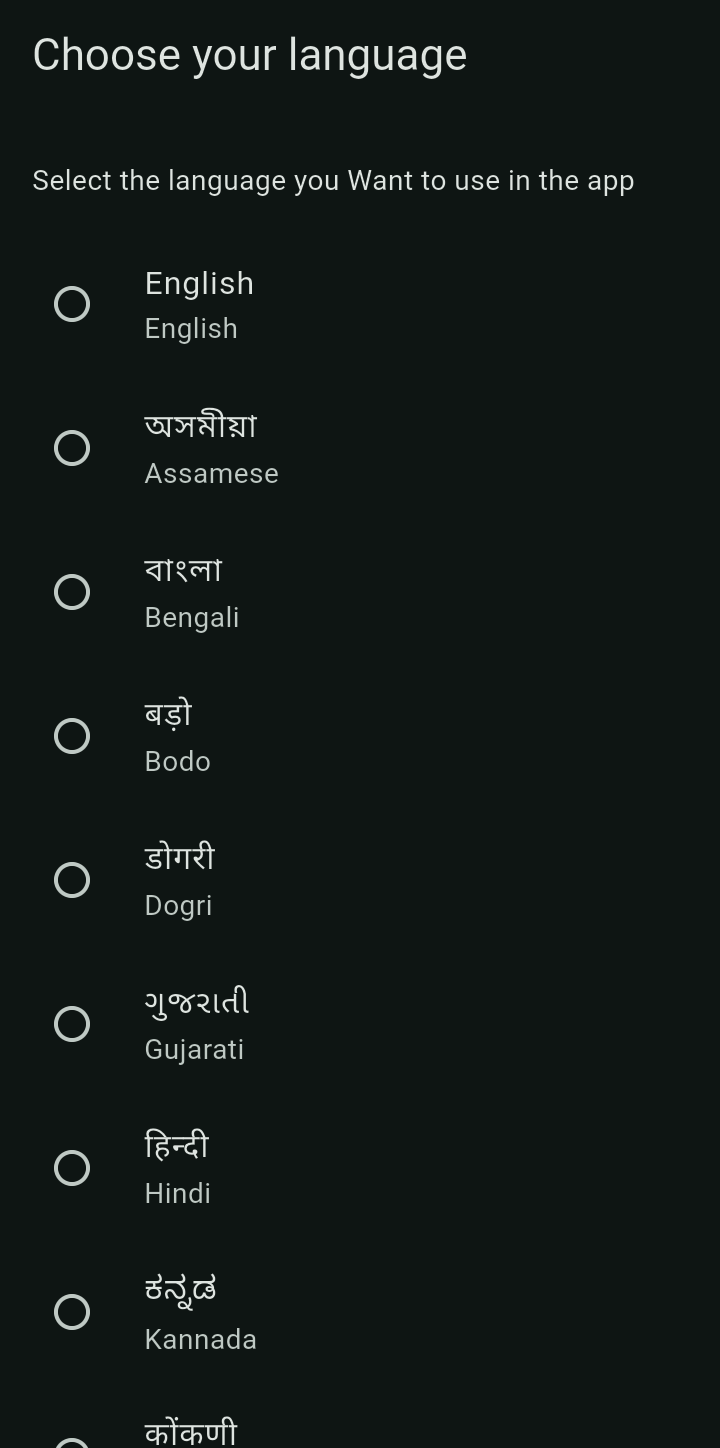 Choose your language
Select the language you Want to use in the app
English
English
অসমীয়া
Assamese
বাংলা
Bengali
बड़ो
Bodo
डोगरी
Dogri
ગુજરાતી
Gujarati
हिन्दी
Hindi
ಕನ್ನಡ
Kannada
कोंकणी